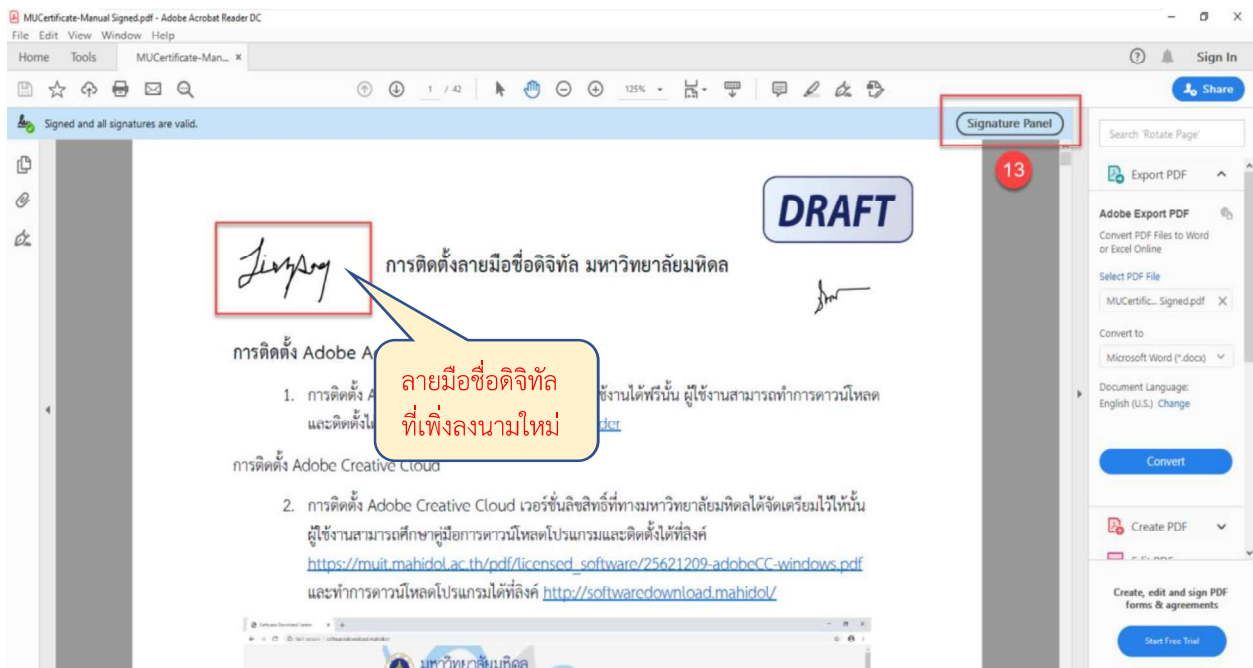 MUCertificate-Manual Signed.pdf - Adobe Acrobat Reader DC
File Edit View Window Help
Home Tools MUCertificate-Man... × Sign In
1 / 42 125% Share
Signed and all signatures are valid. Signature Panel
13
DRAFT
การติดตั้งลายมือชื่อดิจิทัล มหาวิทยาลัยมหิดล
การติดตั้ง Adobe A
1. การติดตั้ง A ช้งานได้ฟรีนั้น ผู้ใช้งานสามารถทำการดาวน์โหลด
และติดตั้งไ der
ลายมือชื่อดิจิทัล
ที่เพิ่งลงนามใหม่
การติดตั้ง Adobe Creative Cloud
2. การติดตั้ง Adobe Creative Cloud เวอร์ชั่นลิขสิทธิ์ที่ทางมหาวิทยาลัยมหิดลได้จัดเตรียมไว้ให้นั้น
ผู้ใช้งานสามารถศึกษาคู่มือการดาวน์โหลดโปรแกรมและติดตั้งได้ที่ลิงค์
https://muit.mahidol.ac.th/pdf/licensed_software/25621209-adobeCC-windows.pdf
และทำการดาวน์โหลดโปรแกรมได้ที่ลิงค์ http://softwaredownload.mahidol/
Software Download Center
มหาวิทยาลัยมหิดล
Search 'Rotate Page'
Export PDF
Adobe Export PDF
Convert PDF Files to Word
or Excel Online
Select PDF File
MUCertific... Signed.pdf ×
Convert to
Microsoft Word (*.docx)
Document Language:
English (U.S.) Change
Convert
Create PDF
Create, edit and sign PDF
forms & agreements
Start Free Trial